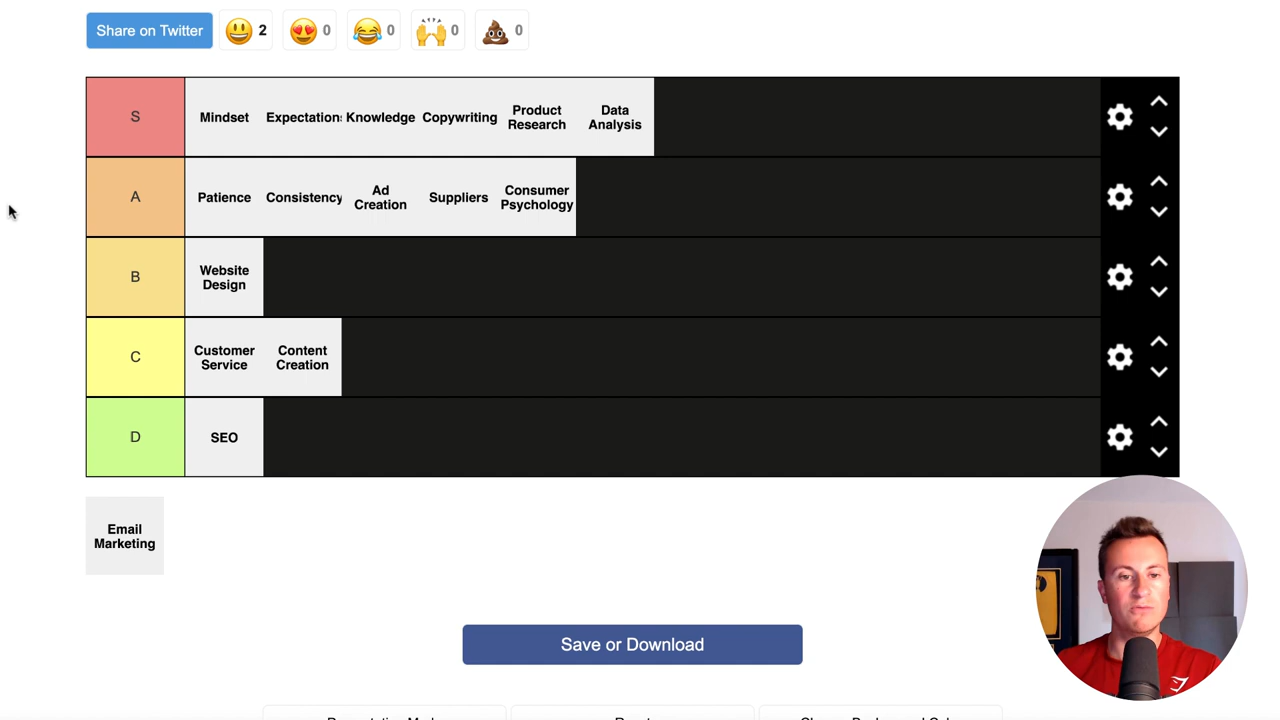 Share on Twitter 2 0 0 0 0
S Mindset Expectations Knowledge Copywriting Product Research Data Analysis
A Patience Consistency Ad Creation Suppliers Consumer Psychology
B Website Design
C Customer Service Content Creation
D SEO
Email
Marketing
Save or Download